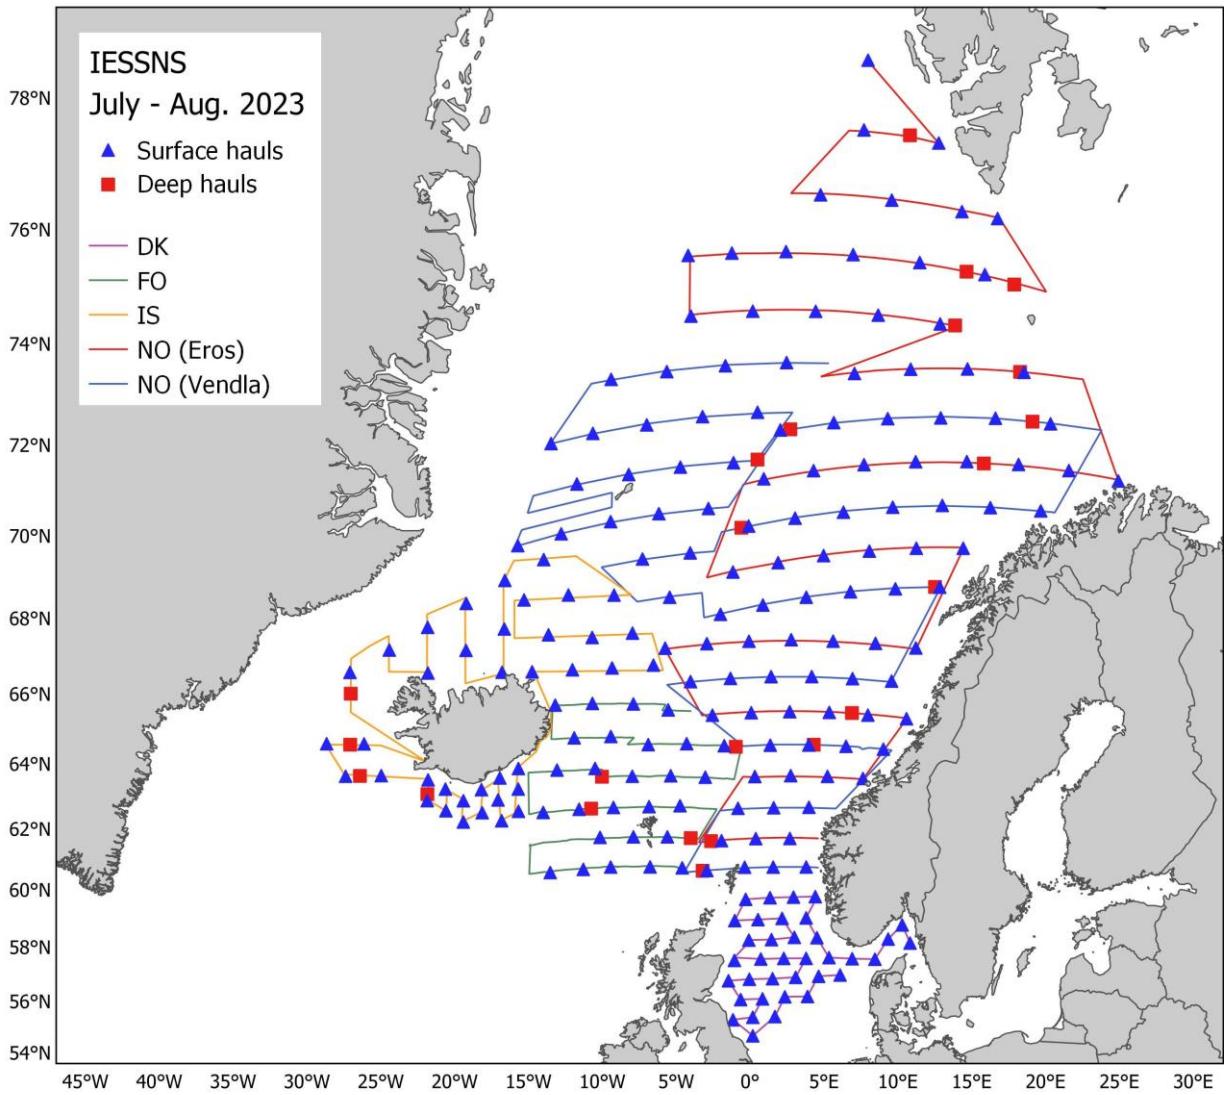 IESSNS
July - Aug. 2023
Surface hauls
Deep hauls
DK
FO
IS
NO (Eros)
NO (Vendla)
78°N
76°N
74°N
72°N
70°N
68°N
66°N
64°N
62°N
60°N
58°N
56°N
54°N
45°W 40°W 35°W 30°W 25°W 20°W 15°W 10°W 5°W 0° 5°E 10°E 15°E 20°E 25°E 30°E